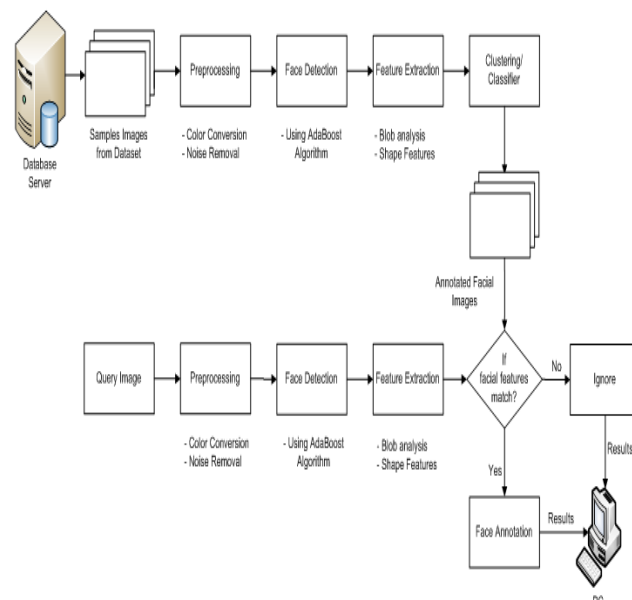 Database
Server
Samples Images
from Dataset
Preprocessing
- Color Conversion
- Noise Removal
Face Detection
- Using AdaBoost
Algorithm
Feature Extraction
- Blob analysis
- Shape Features
Clustering/
Classifier
Annotated Facial
Images
Query Image
Preprocessing
- Color Conversion
- Noise Removal
Face Detection
- Using AdaBoost
Algorithm
Feature Extraction
- Blob analysis
- Shape Features
If
facial features
match?
No
Ignore
Results
Yes
Face Annotation
Results